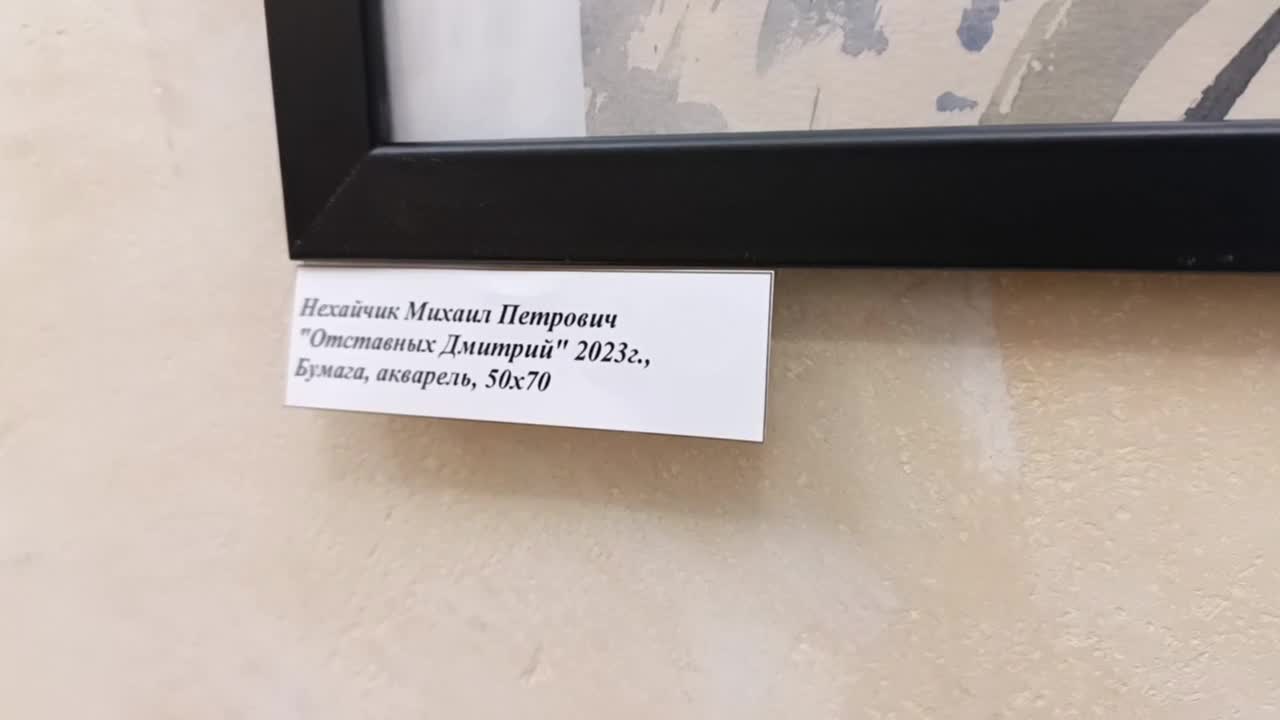 Нехайчик Михаил Петрович
"Отставных Дмитрий" 2023г.,
Бумага, акварель, 50х70